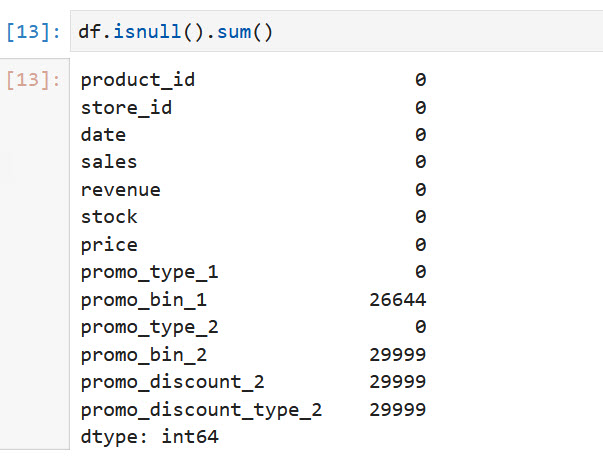 [13]: df.isnull().sum()
[13]: product_id 0
store_id 0
date 0
sales 0
revenue 0
stock 0
price 0
promo_type_1 0
promo_bin_1 26644
promo_type_2 0
promo_bin_2 29999
promo_discount_2 29999
promo_discount_type_2 29999
dtype: int64